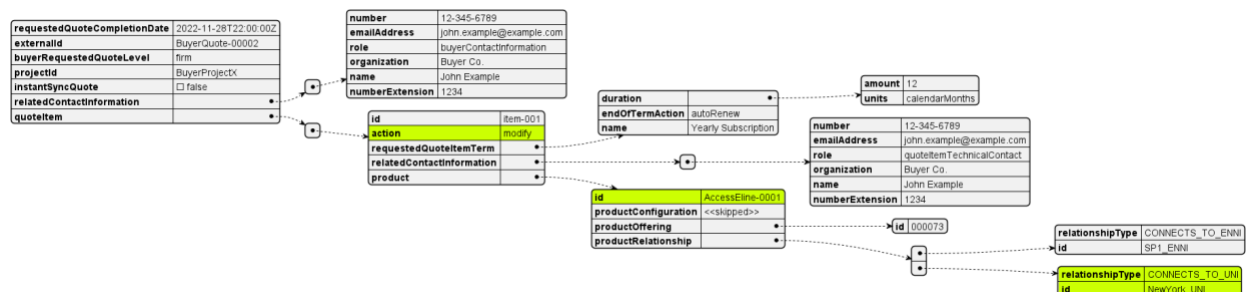 requestedQuoteCompletionDate 2022-11-28T22:00:00Z
externalId BuyerQuote-00002
buyerRequestedQuoteLevel firm
projectId BuyerProjectX
instantSyncQuote ☐ false
relatedContactInformation
quoteItem
number 12-345-6789
emailAddress john.example@example.com
role buyerContactInformation
organization Buyer Co.
name John Example
numberExtension 1234
id item-001
action modify
requestedQuoteItemTerm
relatedContactInformation
product
duration
endOfTermAction autoRenew
name Yearly Subscription
amount 12
units calendarMonths
number 12-345-6789
emailAddress john.example@example.com
role quoteItemTechnicalContact
organization Buyer Co.
name John Example
numberExtension 1234
id AccessEline-0001
productConfiguration <<skipped>>
productOffering
productRelationship
id 000073
relationshipType CONNECTS_TO_ENNI
id SP1_ENNI
relationshipType CONNECTS_TO_UNI
id NewYork_UNI